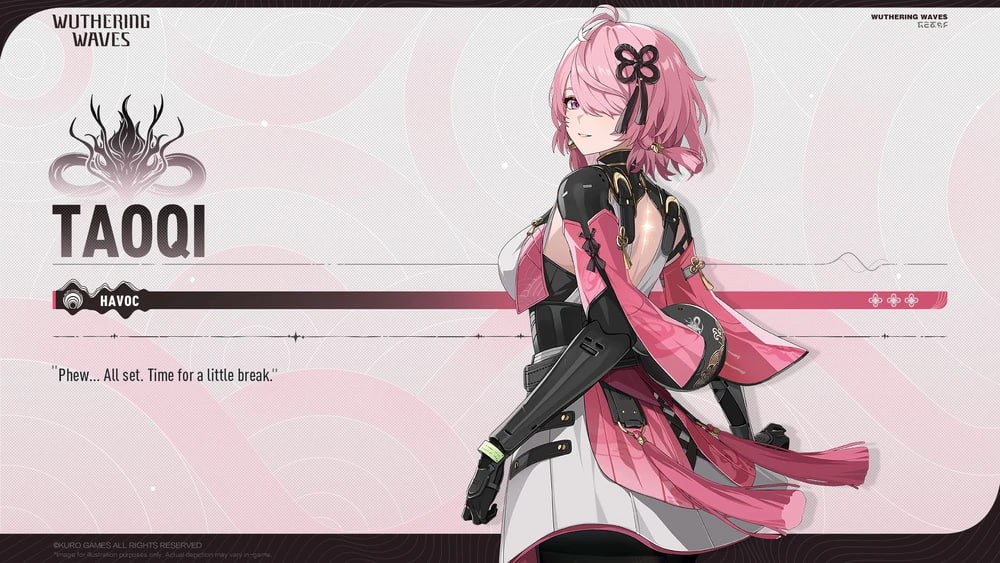 WUTHERING
WAVES
WUTHERING WAVES
TAOQI
HAVOC
"Phew... All set. Time for a little break."
©KURO GAMES ALL RIGHTS RESERVED
*Image for illustration purposes only. Actual depiction may vary in-game.